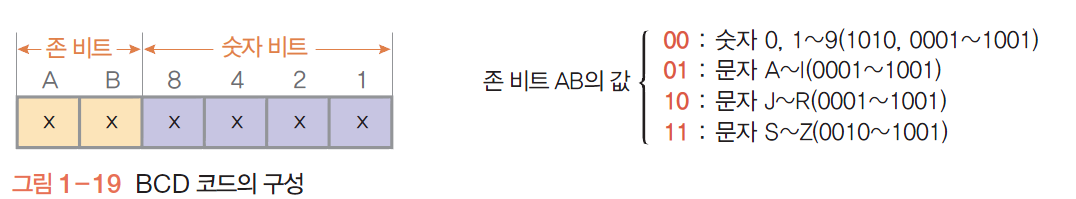 존 비트 숫자 비트
A B 8 4 2 1
x x x x x x
그림 1-19 BCD 코드의 구성
존 비트 AB의 값
00 : 숫자 0, 1~9(1010, 0001~1001)
01 : 문자 A~I(0001~1001)
10 : 문자 J~R(0001~1001)
11 : 문자 S~Z(0010~1001)